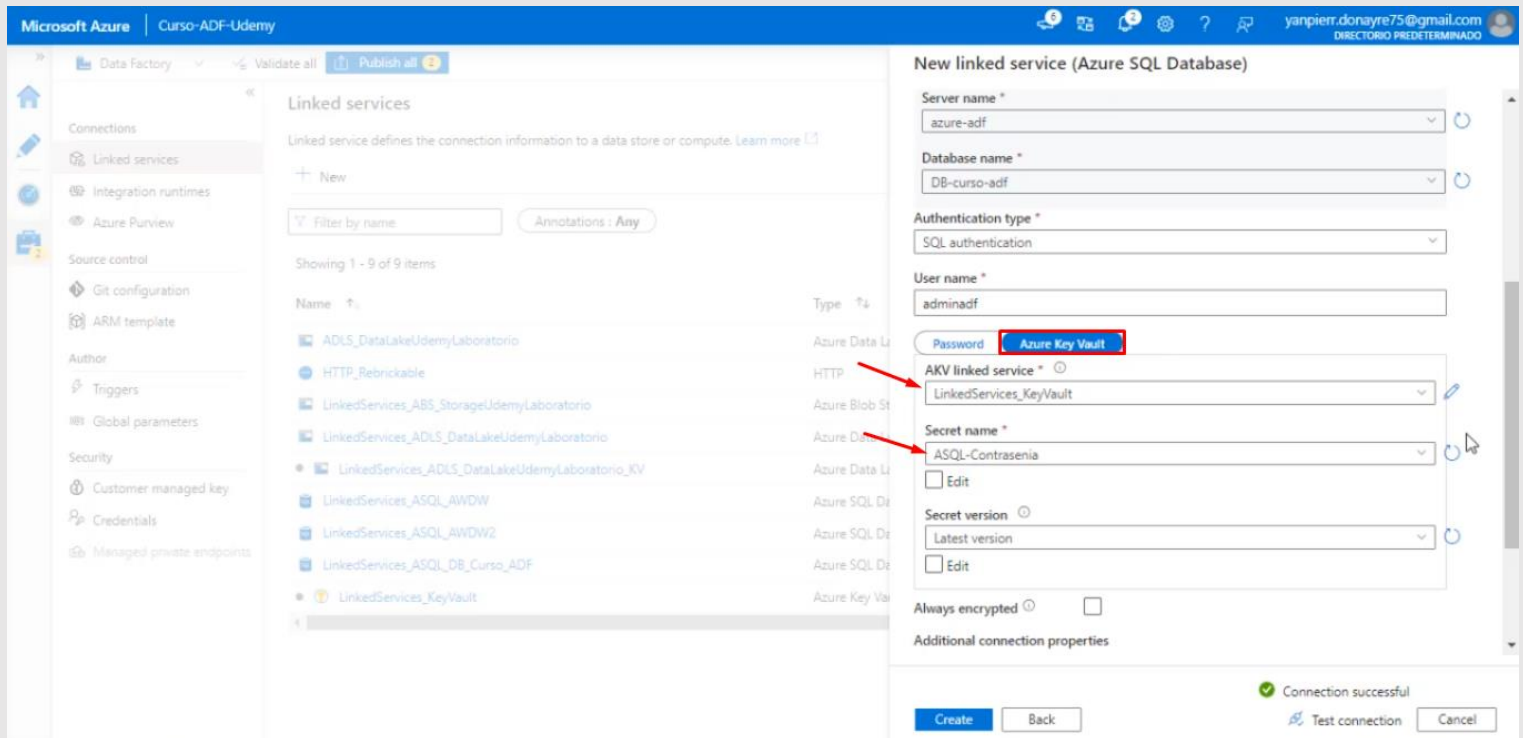 Microsoft Azure
Curso-ADF-Udemy
6
2
yanpierr.donayre75@gmail.com
DIRECTORIO PREDETERMINADO
Data Factory
Validate all
Publish all 2
2
Connections
Linked services
Integration runtimes
Azure Purview
Source control
Git configuration
ARM template
Author
Triggers
Global parameters
Security
Customer managed key
Credentials
Managed private endpoints
Linked services
Linked service defines the connection information to a data store or compute. Learn more
New
Filter by name
Annotations : Any
Showing 1 - 9 of 9 items
Name Type
ADLS_DataLakeUdemyLaboratorio Azure Data La
HTTP_Rebrickable HTTP
LinkedServices_ABS_StorageUdemyLaboratorio Azure Blob St
LinkedServices_ADLS_DataLakeUdemyLaboratorio Azure Data La
LinkedServices_ADLS_DataLakeUdemyLaboratorio_KV Azure Data La
LinkedServices_ASQL_AWDW Azure SQL Da
LinkedServices_ASQL_AWDW2 Azure SQL Da
LinkedServices_ASQL_DB_Curso_ADF Azure SQL Da
LinkedServices_KeyVault Azure Key Vau
New linked service (Azure SQL Database)
Server name *
azure-adf
Database name *
DB-curso-adf
Authentication type *
SQL authentication
User name *
adminadf
Password Azure Key Vault
AKV linked service *
LinkedServices_KeyVault
Secret name *
ASQL-Contrasenia
Edit
Secret version
Latest version
Edit
Always encrypted
Additional connection properties
Connection successful
Create Back Test connection Cancel